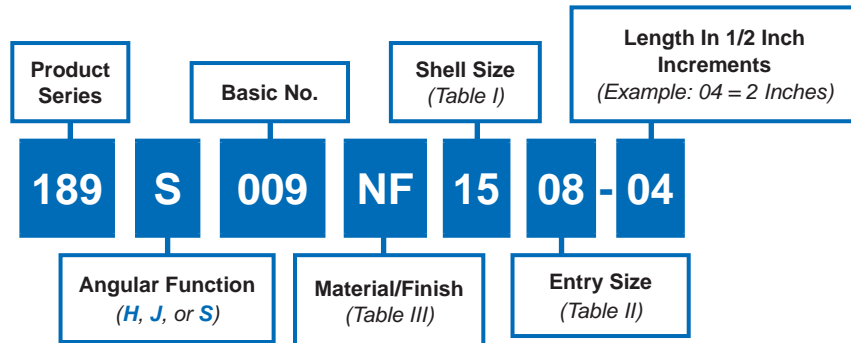 Product
Series
Basic No.
Shell Size
(Table I)
Length In 1/2 Inch
Increments
(Example: 04 = 2 Inches)
189 S 009 NF 15 08 - 04
Angular Function
(H, J, or S)
Material/Finish
(Table III)
Entry Size
(Table II)